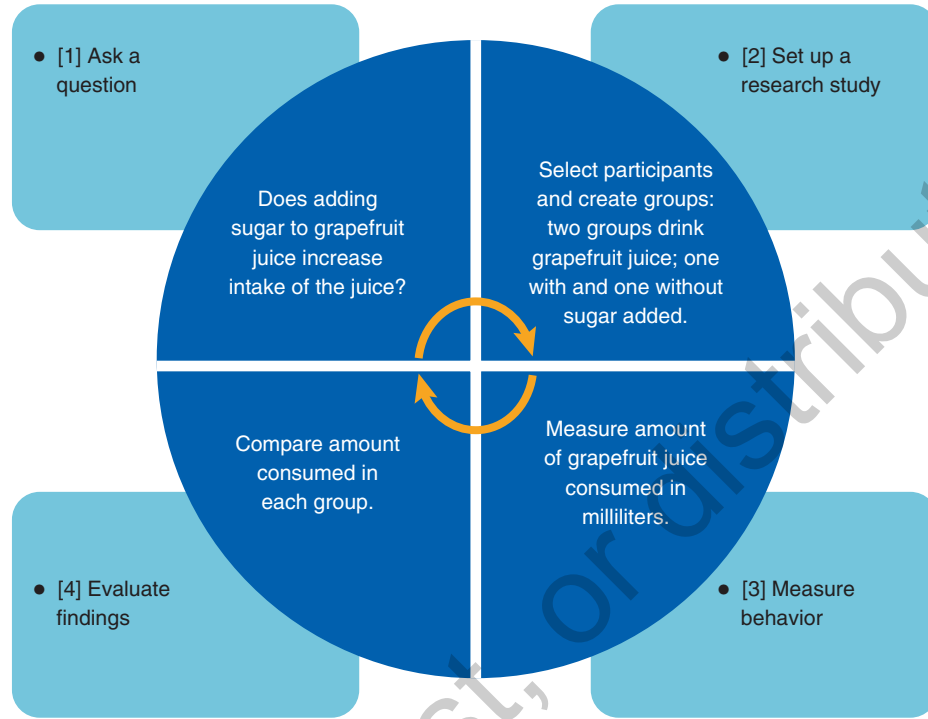 • [1] Ask a
question
Does adding
sugar to grapefruit
juice increase
intake of the juice?
• [2] Set up a
research study
Select participants
and create groups:
two groups drink
grapefruit juice; one
with and one without
sugar added.
• [3] Measure
behavior
Measure amount
of grapefruit juice
consumed in
milliliters.
• [4] Evaluate
findings
Compare amount
consumed in
each group.
or distribu